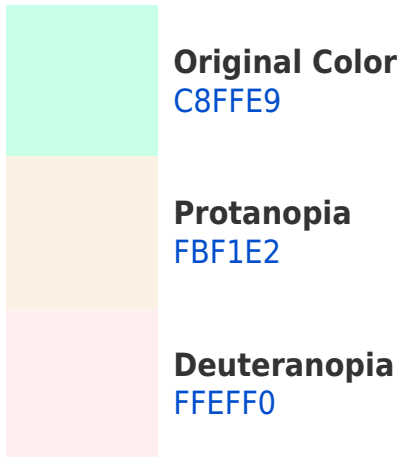 Original Color
C8FFE9
Protanopia
FBF1E2
Deuteranopia
FFEFF0